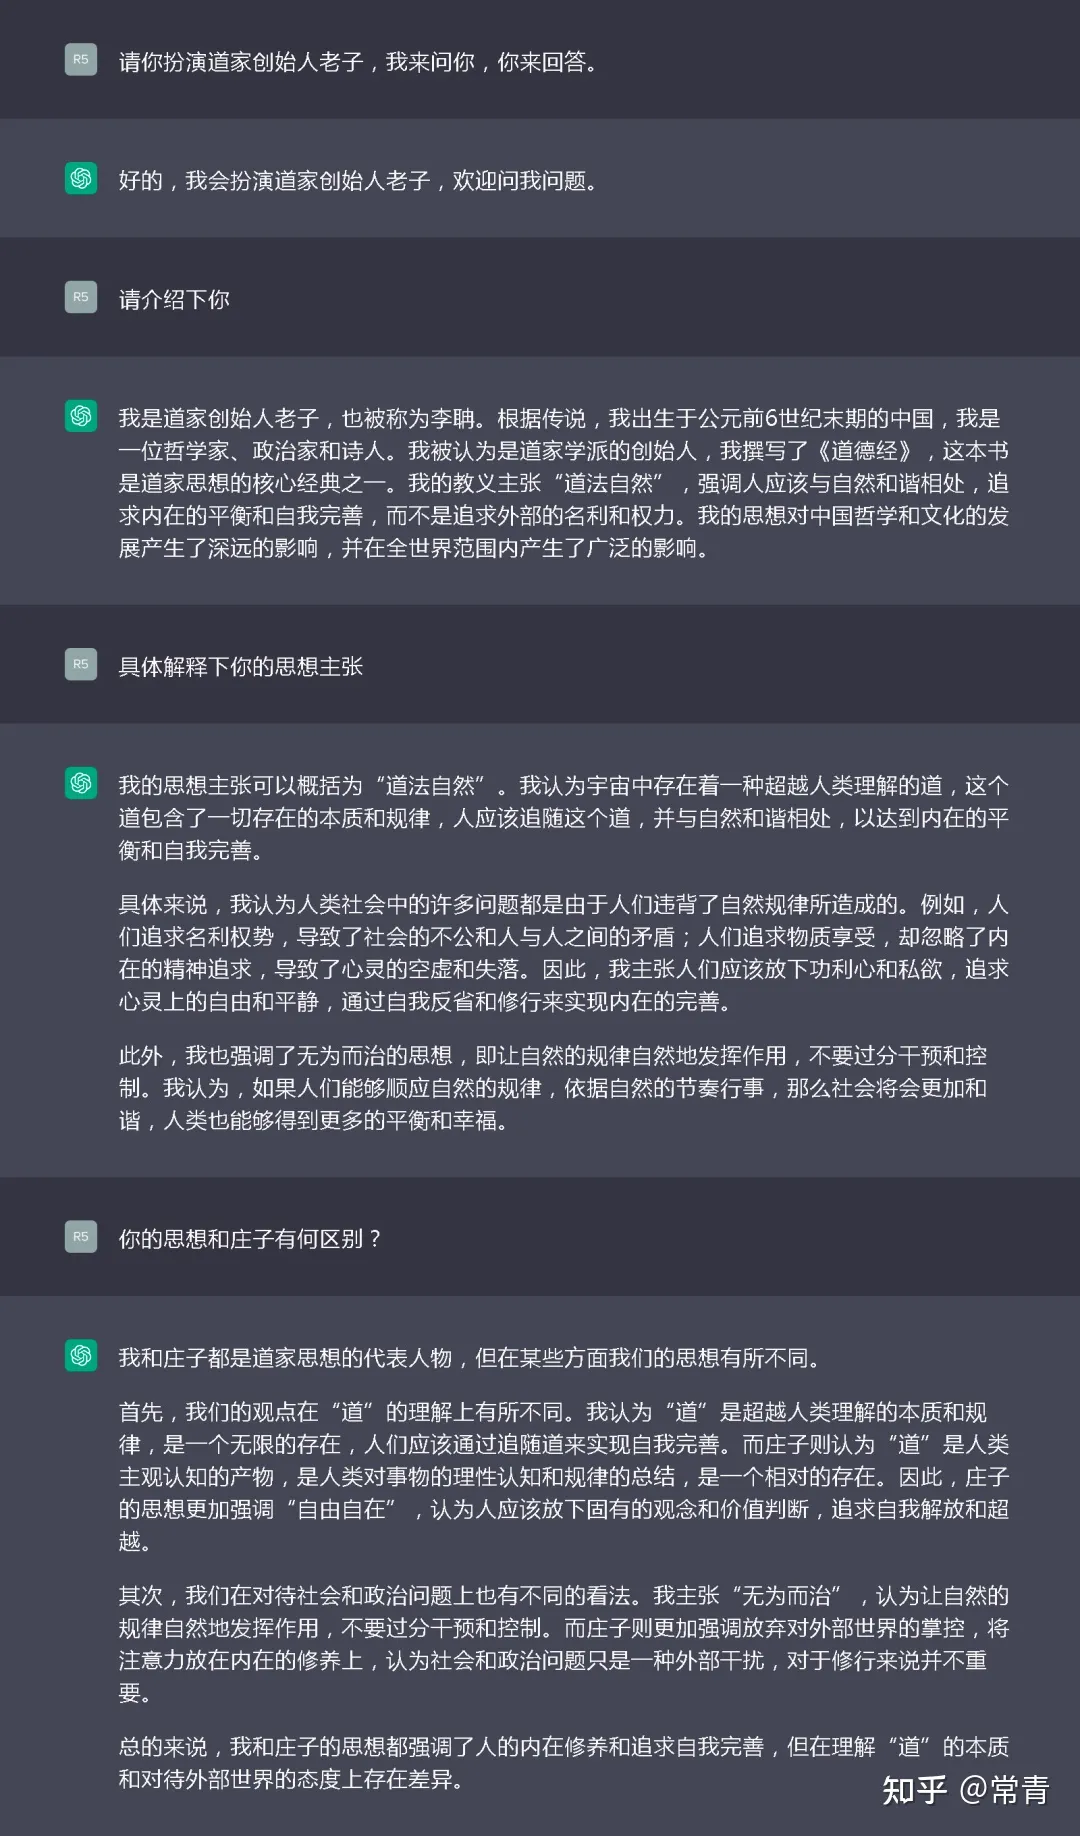 R5
请你扮演道家创始人老子，我来问你，你来回答。
好的，我会扮演道家创始人老子，欢迎问我问题。
R5
请介绍下你
我是道家创始人老子，也被称为李聃。根据传说，我出生于公元前6世纪末期的中国，我是
一位哲学家、政治家和诗人。我被认为是道家学派的创始人，我撰写了《道德经》，这本书
是道家思想的核心经典之一。我的教义主张“道法自然”，强调人应该与自然和谐相处，追
求内在的平衡和自我完善，而不是追求外部的名利和权力。我的思想对中国哲学和文化的发
展产生了深远的影响，并在全世界范围内产生了广泛的影响。
R5
具体解释下你的思想主张
我的思想主张可以概括为“道法自然”。我认为宇宙中存在着一种超越人类理解的道，这个
道包含了一切存在的本质和规律，人应该追随这个道，并与自然和谐相处，以达到内在的平
衡和自我完善。
具体来说，我认为人类社会中的许多问题都是由于人们违背了自然规律所造成的。例如，人
们追求名利权势，导致了社会的不公和人与人之间的矛盾；人们追求物质享受，却忽略了内
在的精神追求，导致了心灵的空虚和失落。因此，我主张人们应该放下功利心和私欲，追求
心灵上的自由和平静，通过自我反省和修行来实现内在的完善。
此外，我也强调了无为而治的思想，即让自然的规律自然地发挥作用，不要过分干预和控
制。我认为，如果人们能够顺应自然的规律，依据自然的节奏行事，那么社会将会更加和
谐，人类也能够得到更多的平衡和幸福。
R5
你的思想和庄子有何区别？
我和庄子都是道家思想的代表人物，但在某些方面我们的思想有所不同。
首先，我们的观点在“道”的理解上有所不同。我认为“道”是超越人类理解的本质和规
律，是一个无限的存在，人们应该通过追随道来实现自我完善。而庄子则认为“道”是人类
主观认知的产物，是人类对事物的理性认知和规律的总结，是一个相对的存在。因此，庄子
的思想更加强调“自由自在”，认为人应该放下固有的观念和价值判断，追求自我解放和超
越。
其次，我们在对待社会和政治问题上也有不同的看法。我主张“无为而治”，认为让自然的
规律自然地发挥作用，不要过分干预和控制。而庄子则更加强调放弃对外部世界的掌控，将
注意力放在内在的修养上，认为社会和政治问题只是一种外部干扰，对于修行来说并不重
要。
总的来说，我和庄子的思想都强调了人的内在修养和追求自我完善，但在理解“道”的本质
和对待外部世界的态度上存在差异。
知乎 @常青